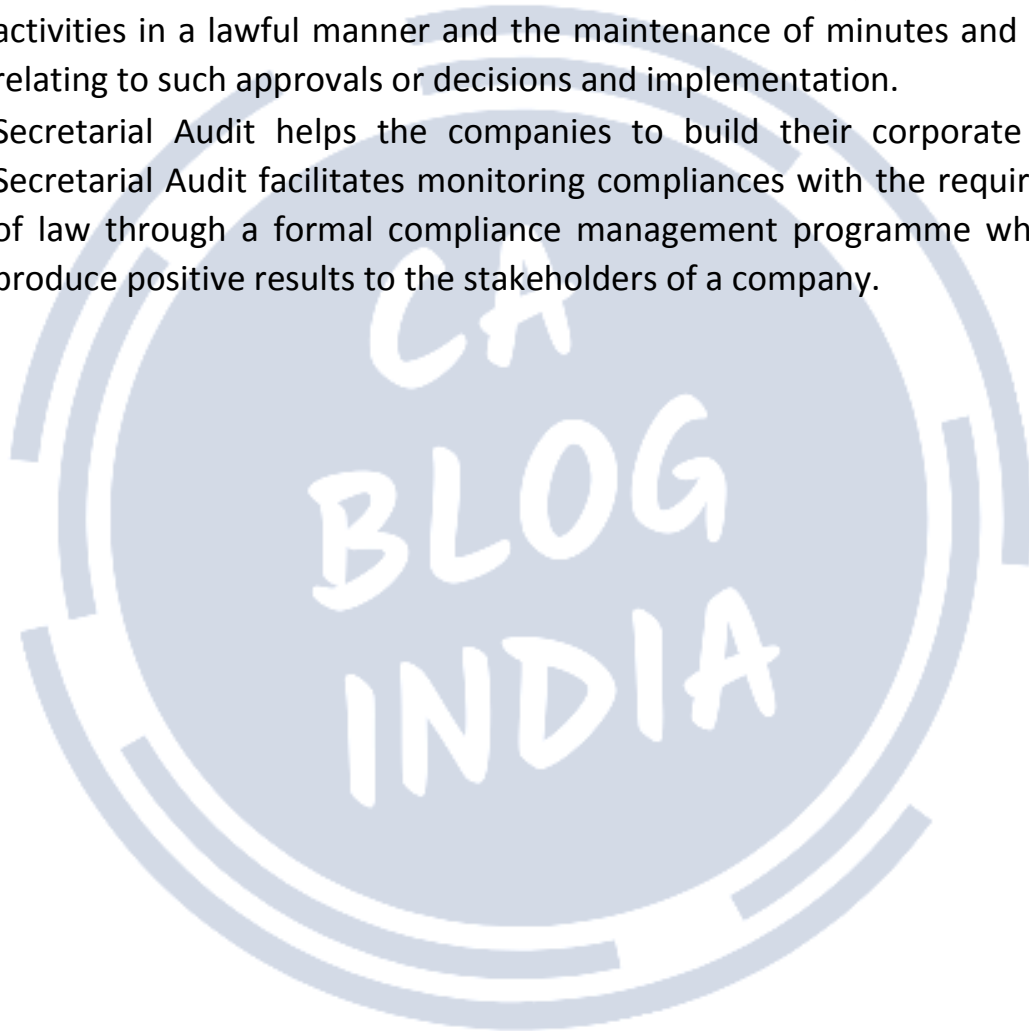 activities in a lawful manner and the maintenance of minutes and
relating to such approvals or decisions and implementation.
Secretarial Audit helps the companies to build their corporate
Secretarial Audit facilitates monitoring compliances with the requir
of law through a formal compliance management programme wh
produce positive results to the stakeholders of a company.
CA
BLOG
INDIA